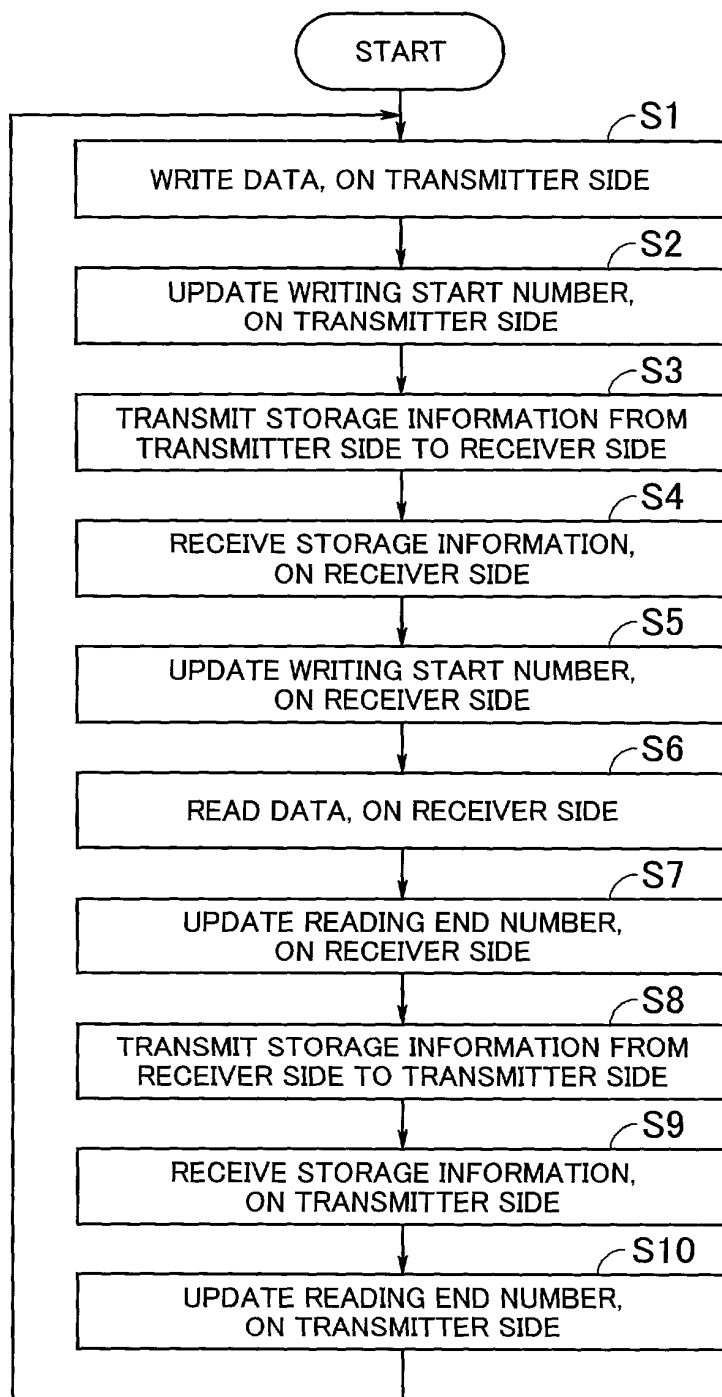 START
S1
WRITE DATA, ON TRANSMITTER SIDE
S2
UPDATE WRITING START NUMBER,
ON TRANSMITTER SIDE
S3
TRANSMIT STORAGE INFORMATION FROM
TRANSMITTER SIDE TO RECEIVER SIDE
S4
RECEIVE STORAGE INFORMATION,
ON RECEIVER SIDE
S5
UPDATE WRITING START NUMBER,
ON RECEIVER SIDE
S6
READ DATA, ON RECEIVER SIDE
S7
UPDATE READING END NUMBER,
ON RECEIVER SIDE
S8
TRANSMIT STORAGE INFORMATION FROM
RECEIVER SIDE TO TRANSMITTER SIDE
S9
RECEIVE STORAGE INFORMATION,
ON TRANSMITTER SIDE
S10
UPDATE READING END NUMBER,
ON TRANSMITTER SIDE